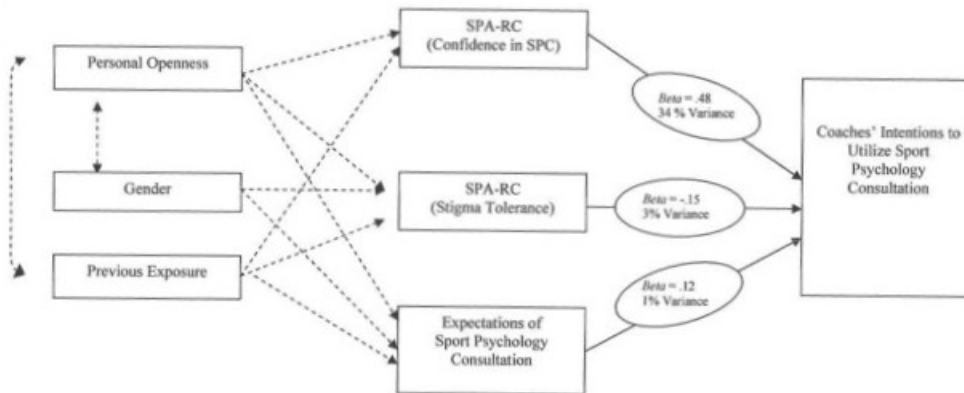 SPA-RC
(Confidence in SPC)
Personal Openness
Beta = .48
34 % Variance
Coaches' Intentions to
Utilize Sport
Psychology
Consultation
Gender
SPA-RC
(Stigma Tolerance)
Beta = -.15
3% Variance
Previous Exposure
Beta = .12
1% Variance
Expectations of
Sport Psychology
Consultation